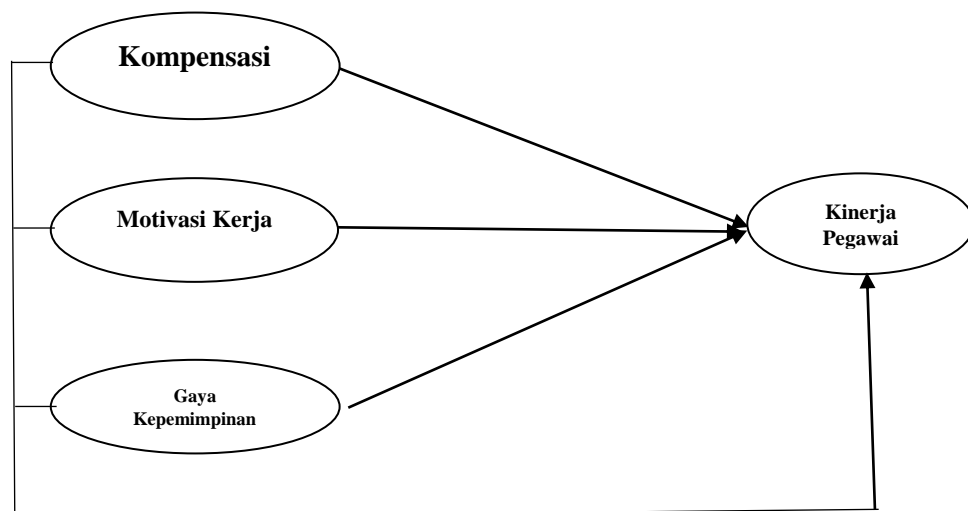 Kompensasi
Motivasi Kerja
Gaya
Kepemimpinan
Kinerja
Pegawai